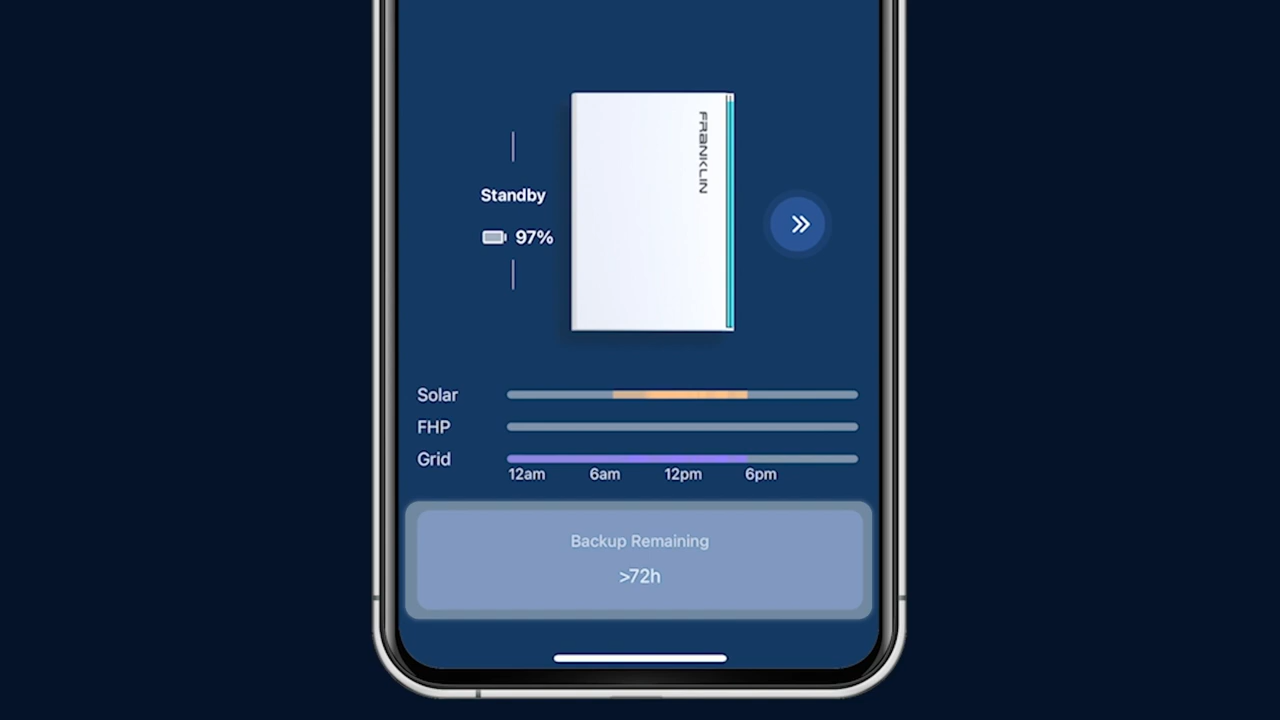 FRANKLIN
Standby
97%
Solar
FHP
Grid
12am 6am 12pm 6pm
Backup Remaining
>72h